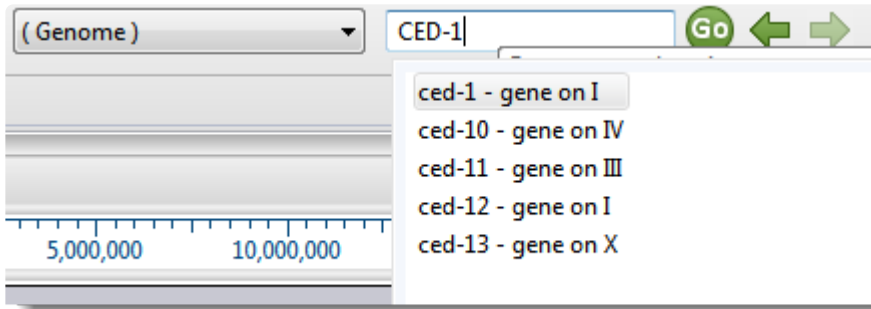 ( Genome ) CED-1 Go
ced-1 - gene on I
ced-10 - gene on IV
ced-11 - gene on III
ced-12 - gene on I
ced-13 - gene on X
5,000,000 10,000,000